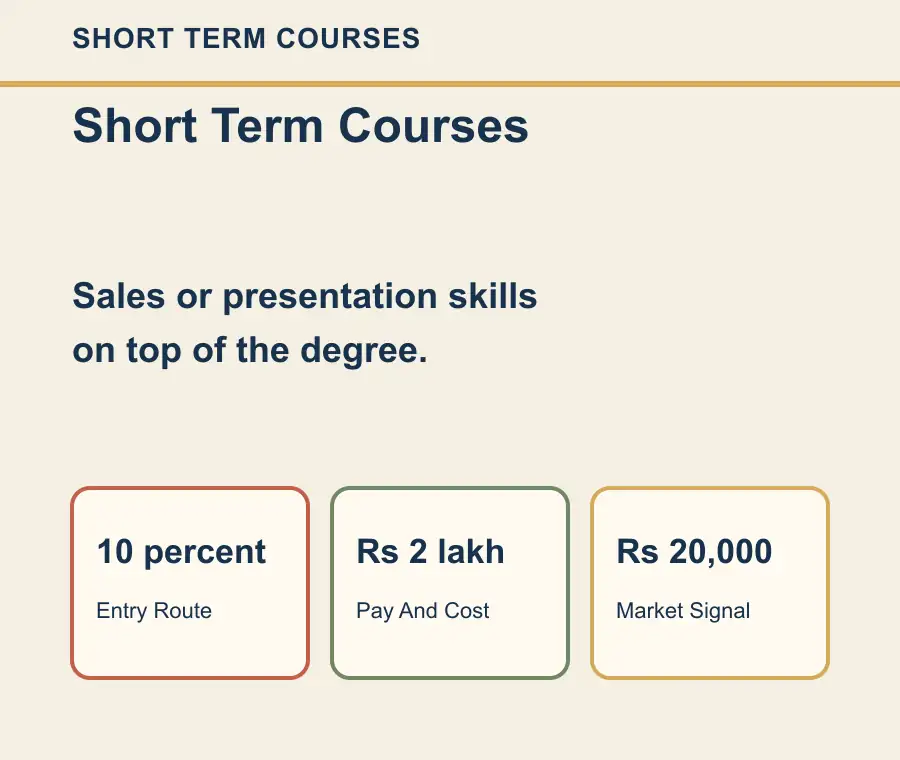 SHORT TERM COURSES
Short Term Courses
Sales or presentation skills
on top of the degree.
10 percent
Entry Route
Rs 2 lakh
Pay And Cost
Rs 20,000
Market Signal